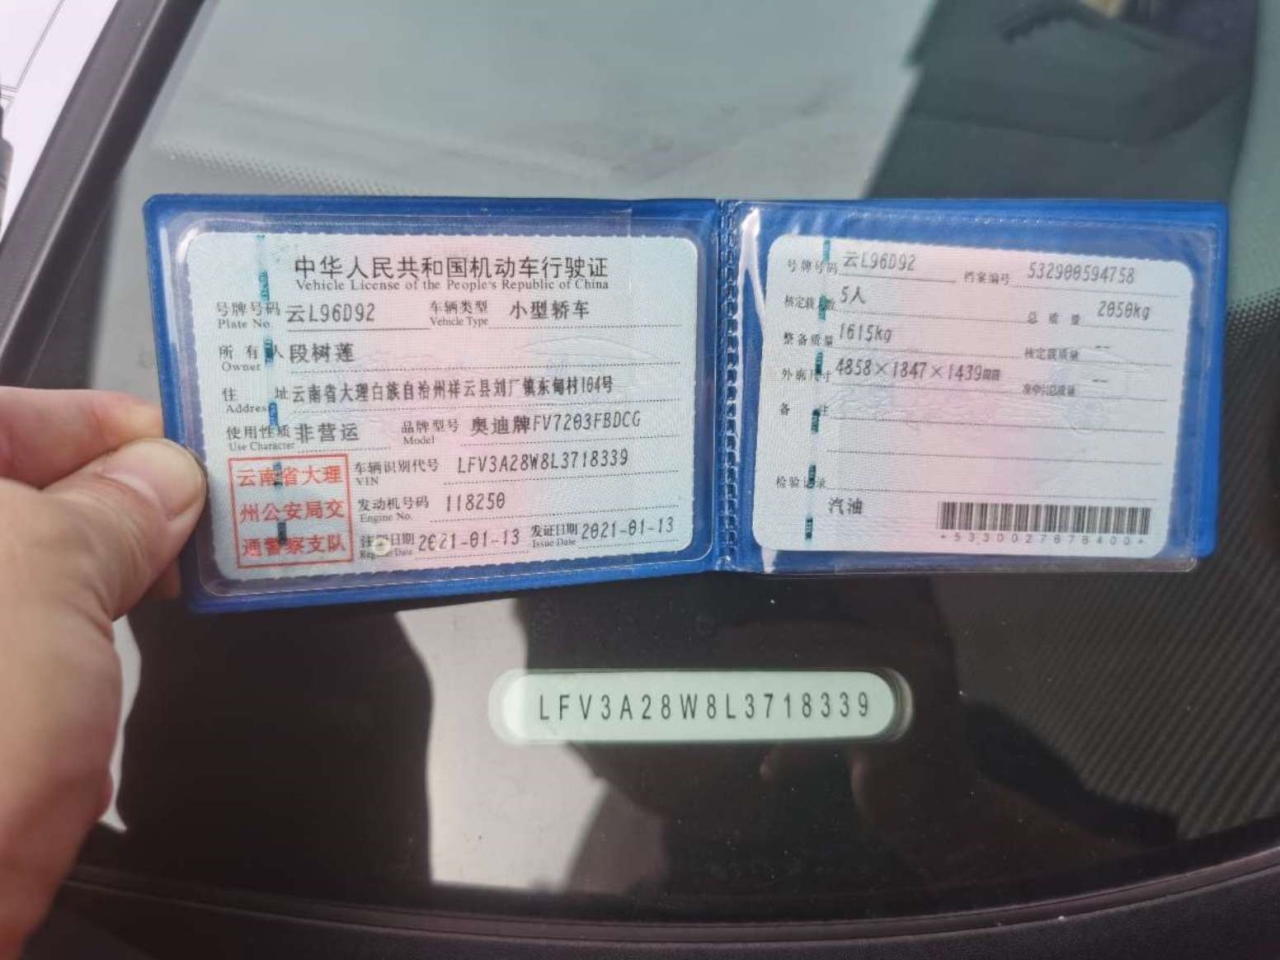 中华人民共和国机动车行驶证
Vehicle License of the People's Republic of China
号牌号码 云L96D92 车辆类型 小型轿车
Plate No. Vehicle Type
所有人 段树莲
Owner
住址 云南省大理白族自治州祥云县刘厂镇东甸村104号
Address
使用性质 非营运 品牌型号 奥迪牌FV7203FBDCG
Use Character Model
云南省大理
州公安局交
通警察支队
车辆识别代号 LFV3A28W8L3718339
VIN
发动机号码 118250
Engine No.
注册日期 2021-01-13 发证日期 2021-01-13
Register Date Issue Date
号牌号码 云L96D92 档案编号 532900594758
核定载人数 5人 总质量 2050kg
整备质量 1615kg 核定载质量 --
外廓尺寸 4858×1847×1439mm 准牵引总质量 --
备注
检验记录
汽油
*5330027878400*
LFV3A28W8L3718339